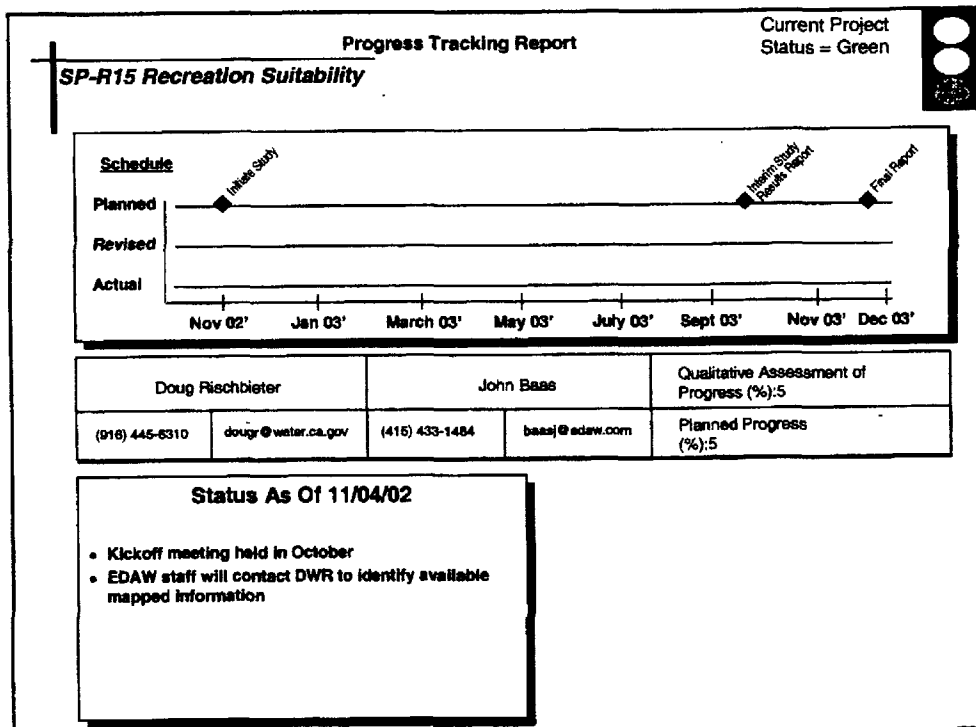 Progress Tracking Report
Current Project
Status = Green
SP-R15 Recreation Suitability
Schedule
Initiate Study
Interim Study
Results Report
Final Report
Planned
Revised
Actual
Nov 02' Jan 03' March 03' May 03' July 03' Sept 03' Nov 03' Dec 03'
Doug Rischbieter
John Baas
Qualitative Assessment of
Progress (%):5
(916) 445-6310
dougr@water.ca.gov
(415) 433-1484
baasj@edaw.com
Planned Progress
(%):5
Status As Of 11/04/02
• Kickoff meeting held in October
• EDAW staff will contact DWR to identify available
mapped information